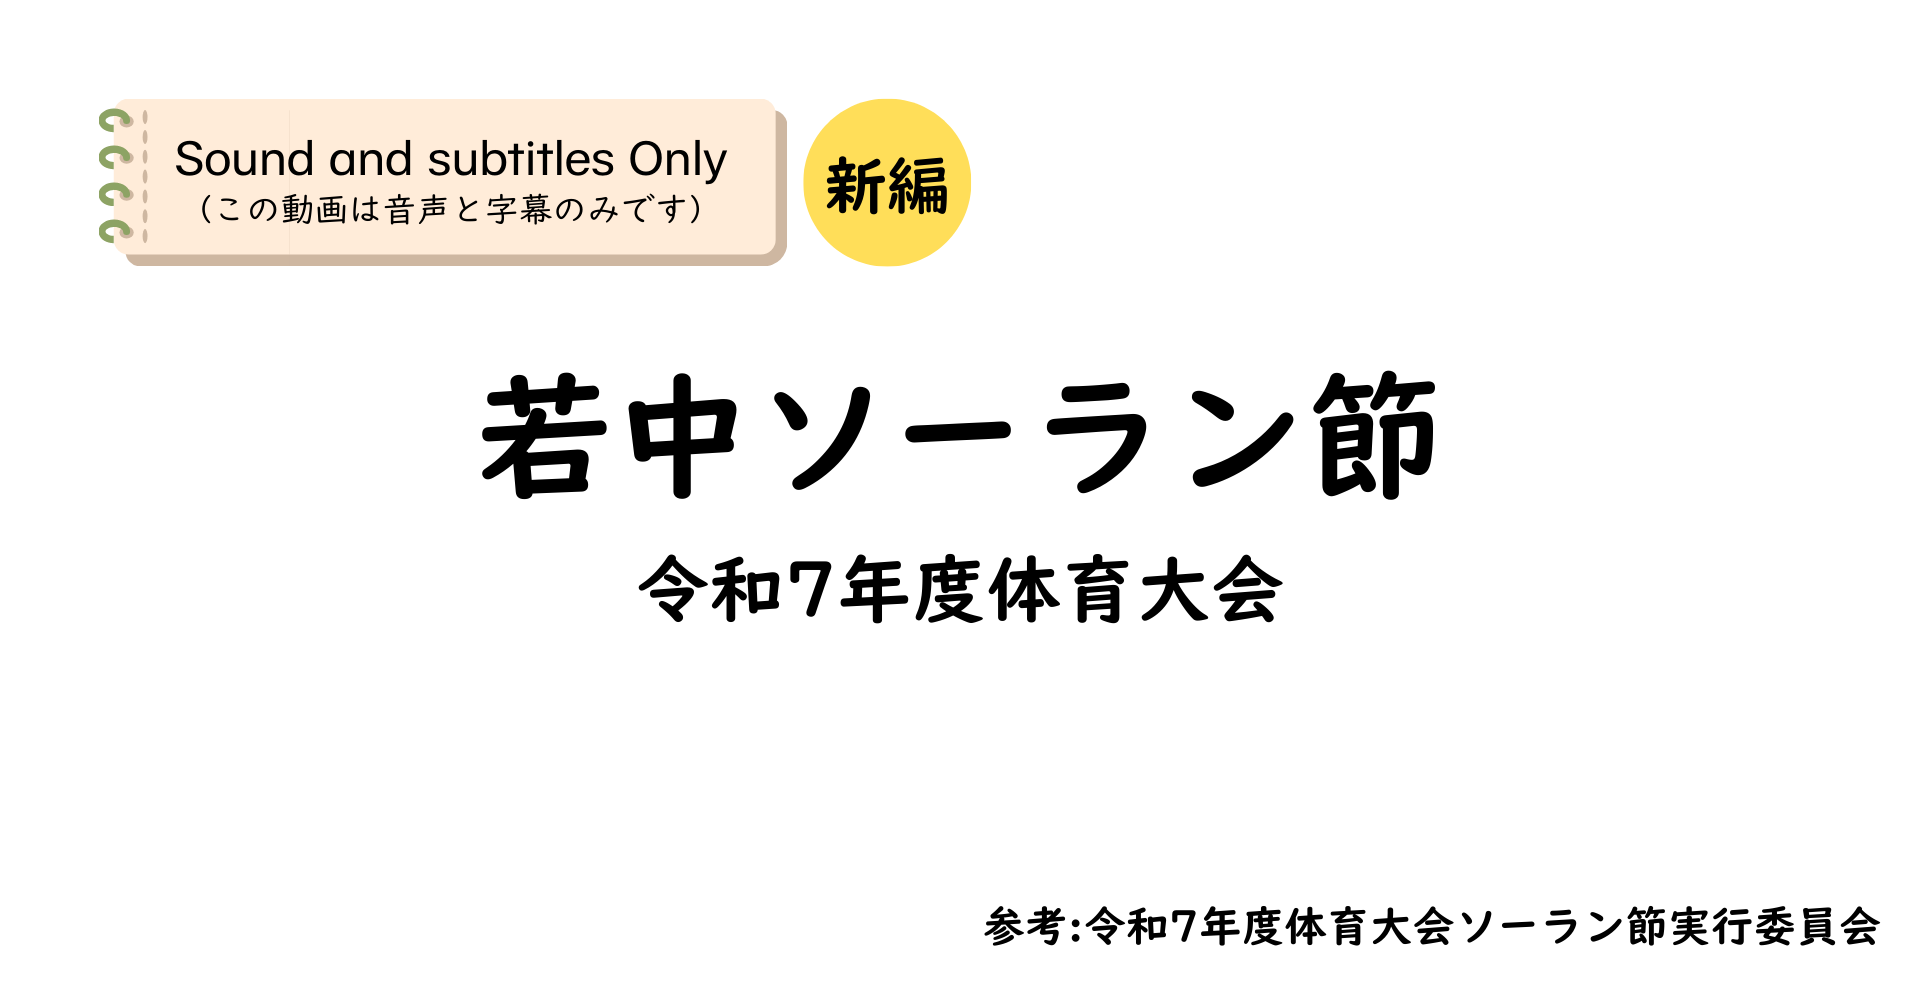 Sound and subtitles Only
(この動画は音声と字幕のみです)
新編
若中ソーラン節
令和7年度体育大会
参考:令和7年度体育大会ソーラン節実行委員会